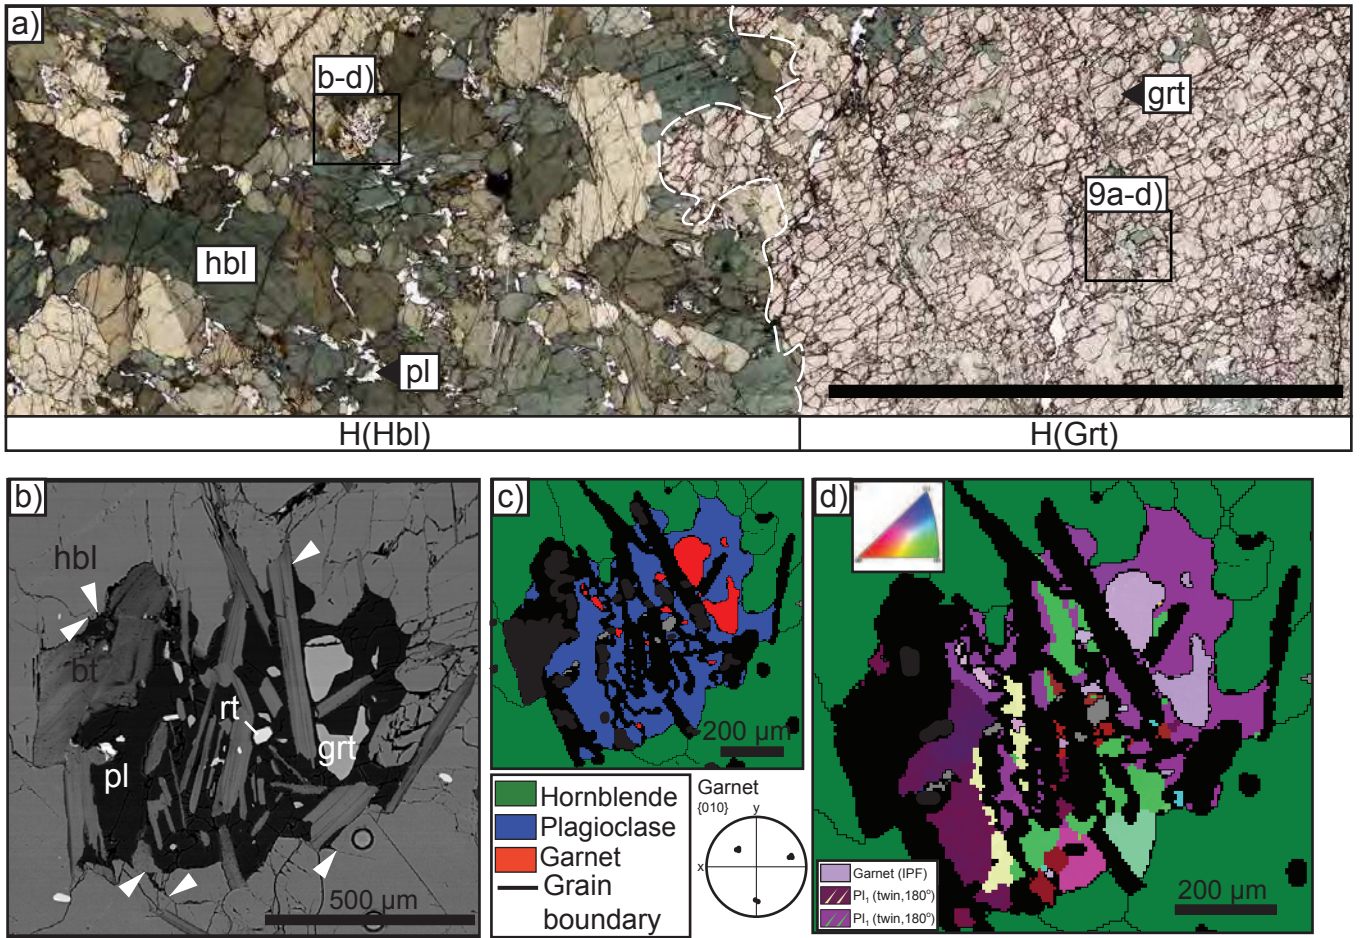 a)
b-d)
grt
9a-d)
hbl
pl
H(Hbl)
H(Grt)
b)
hbl
bt
rt
grt
pl
500 µm
c)
200 µm
Hornblende
Plagioclase
Garnet
Grain
boundary
Garnet
{010}
y
x
d)
Garnet (IPF)
Pl₁ (twin,180°)
Pl₁ (twin,180°)
200 µm